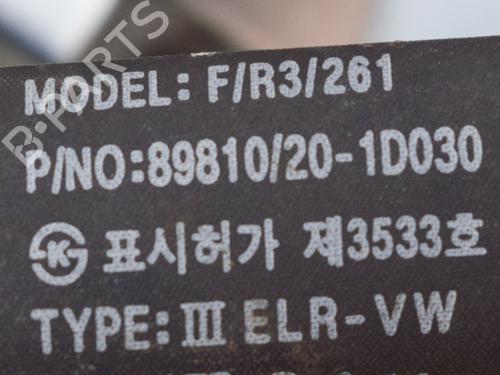 MODEL: F/R3/261
P/NO:89810/20-1D030
표시허가 제3533호
TYPE: III ELR-VW
B-PARTS